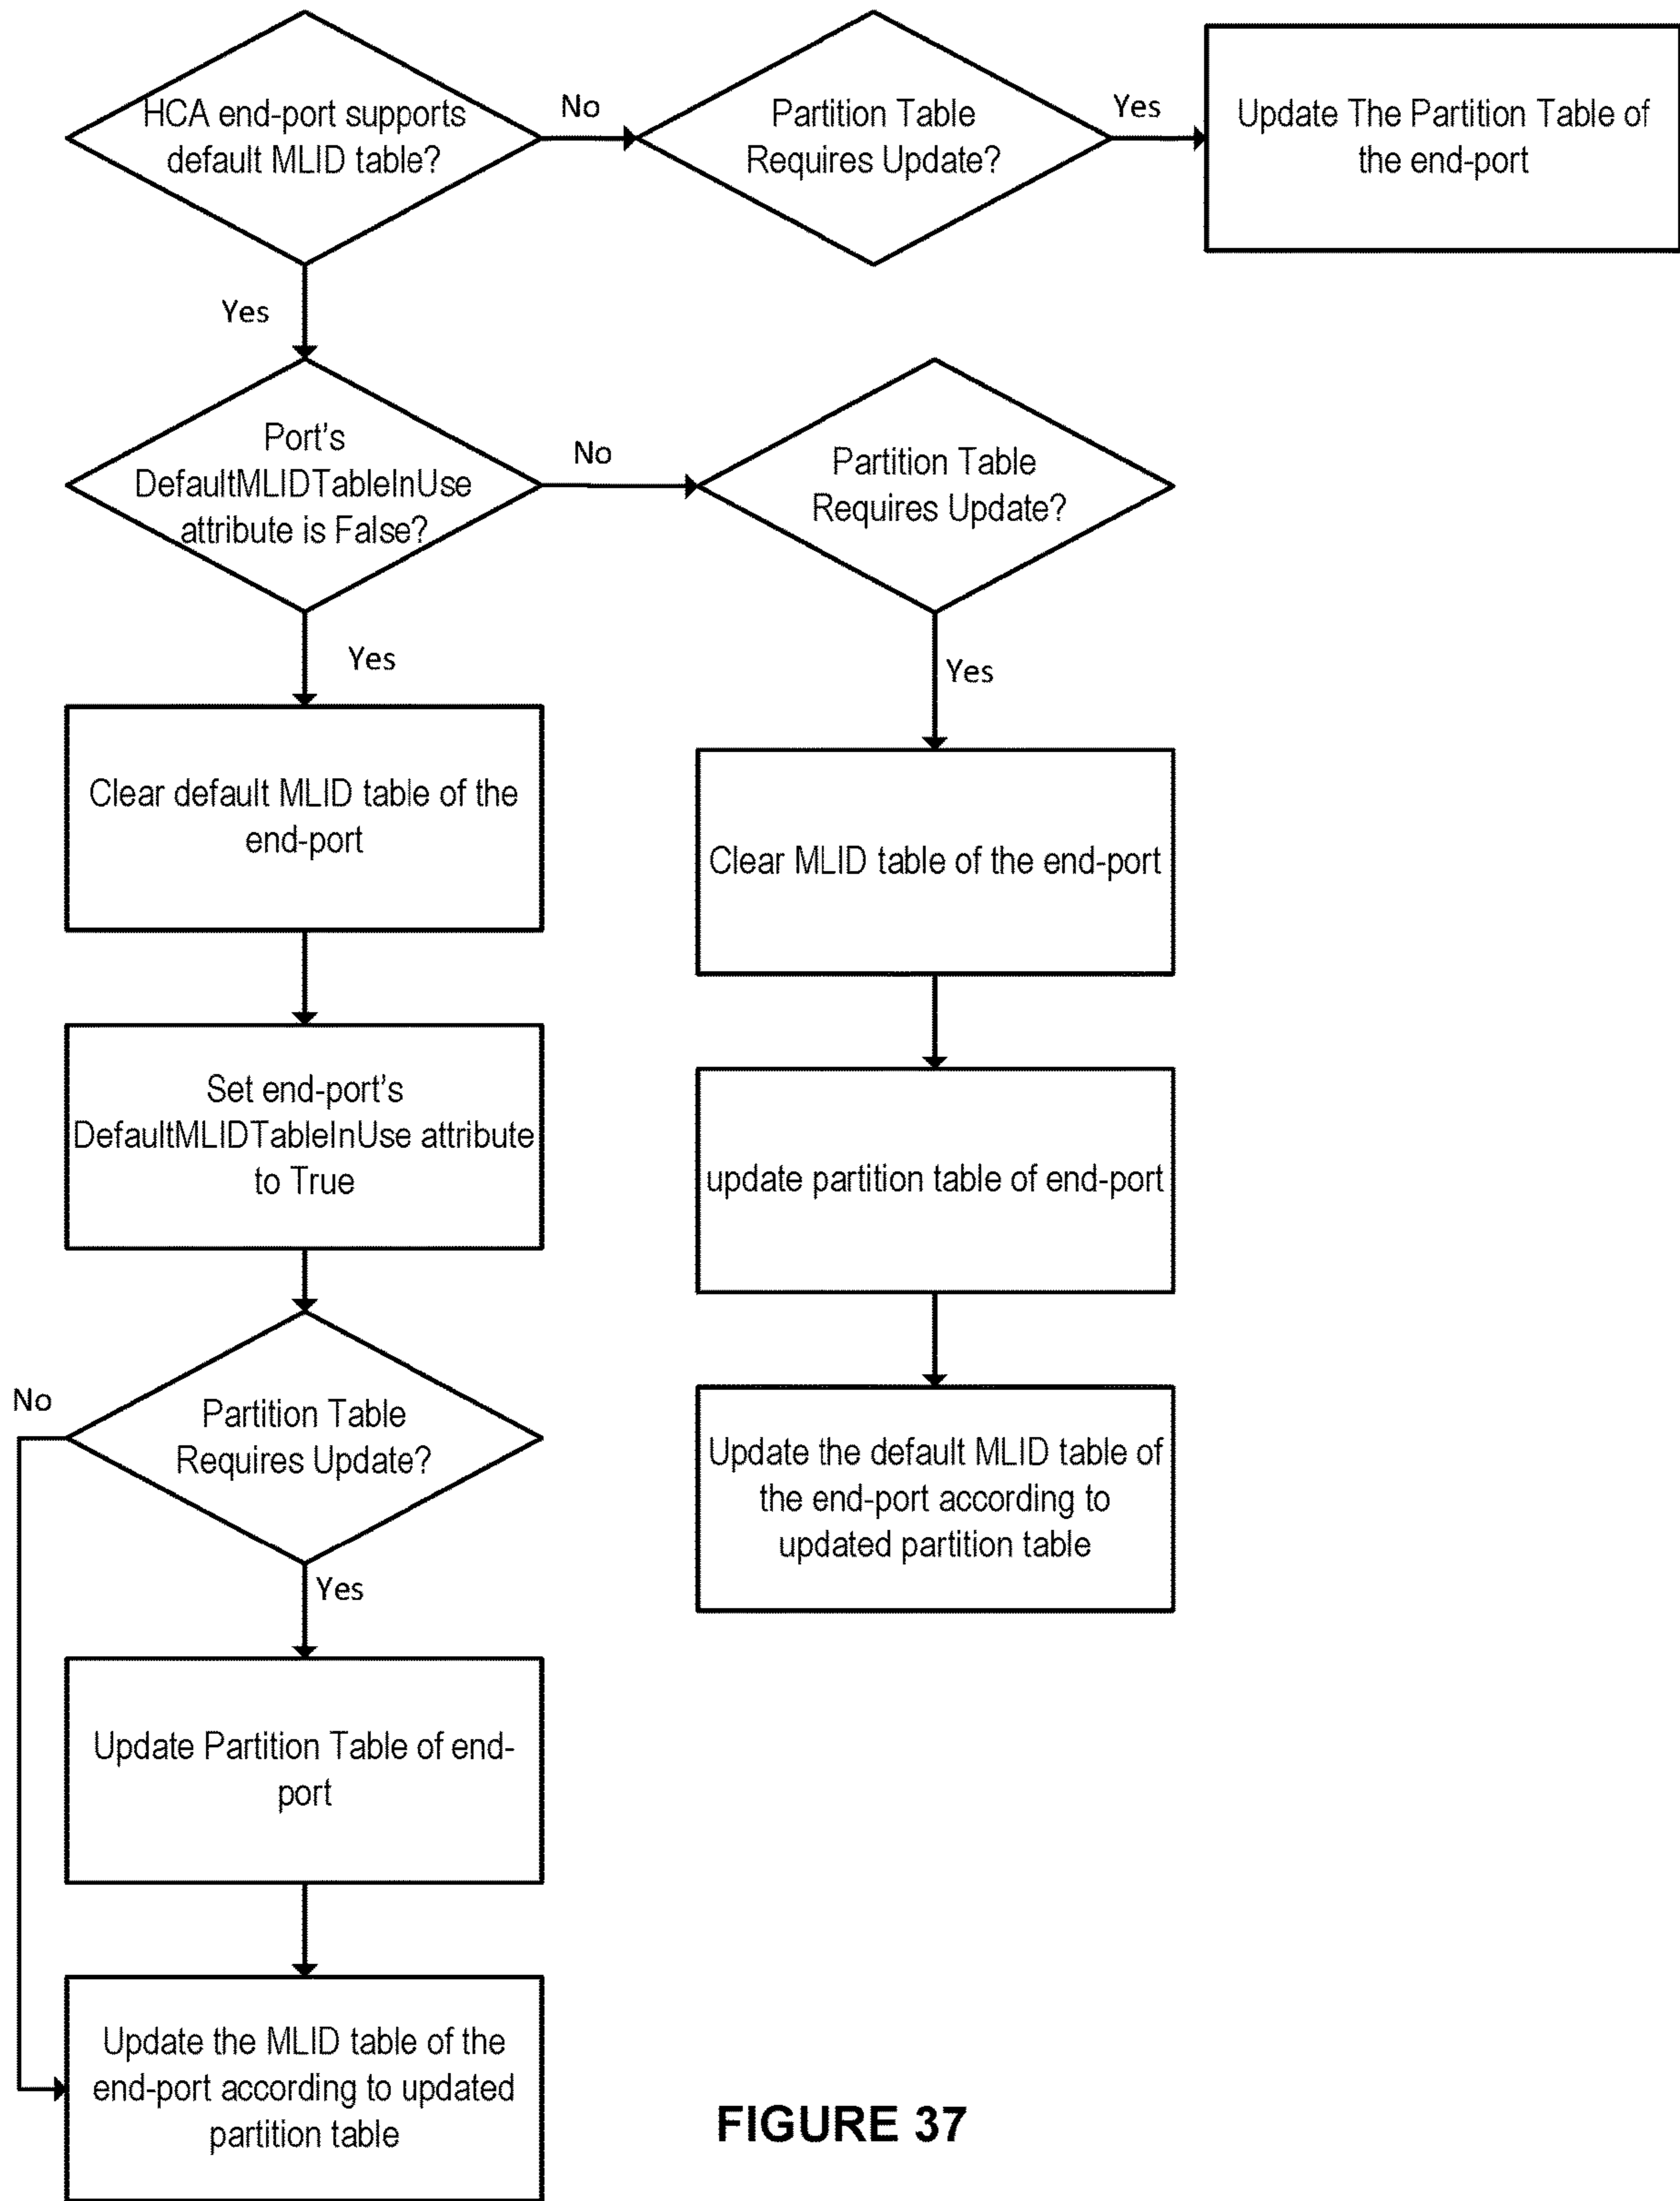 HCA end-port supports
default MLID table?
No
Partition Table
Requires Update?
Yes
Update The Partition Table of
the end-port
Yes
Port's
DefaultMLIDTableInUse
attribute is False?
No
Partition Table
Requires Update?
Yes
Yes
Clear default MLID table of the
end-port
Clear MLID table of the end-port
Set end-port's
DefaultMLIDTableInUse attribute
to True
update partition table of end-port
No
Partition Table
Requires Update?
Update the default MLID table of
the end-port according to
updated partition table
Yes
Update Partition Table of end-
port
Update the MLID table of the
end-port according to updated
partition table
FIGURE 37